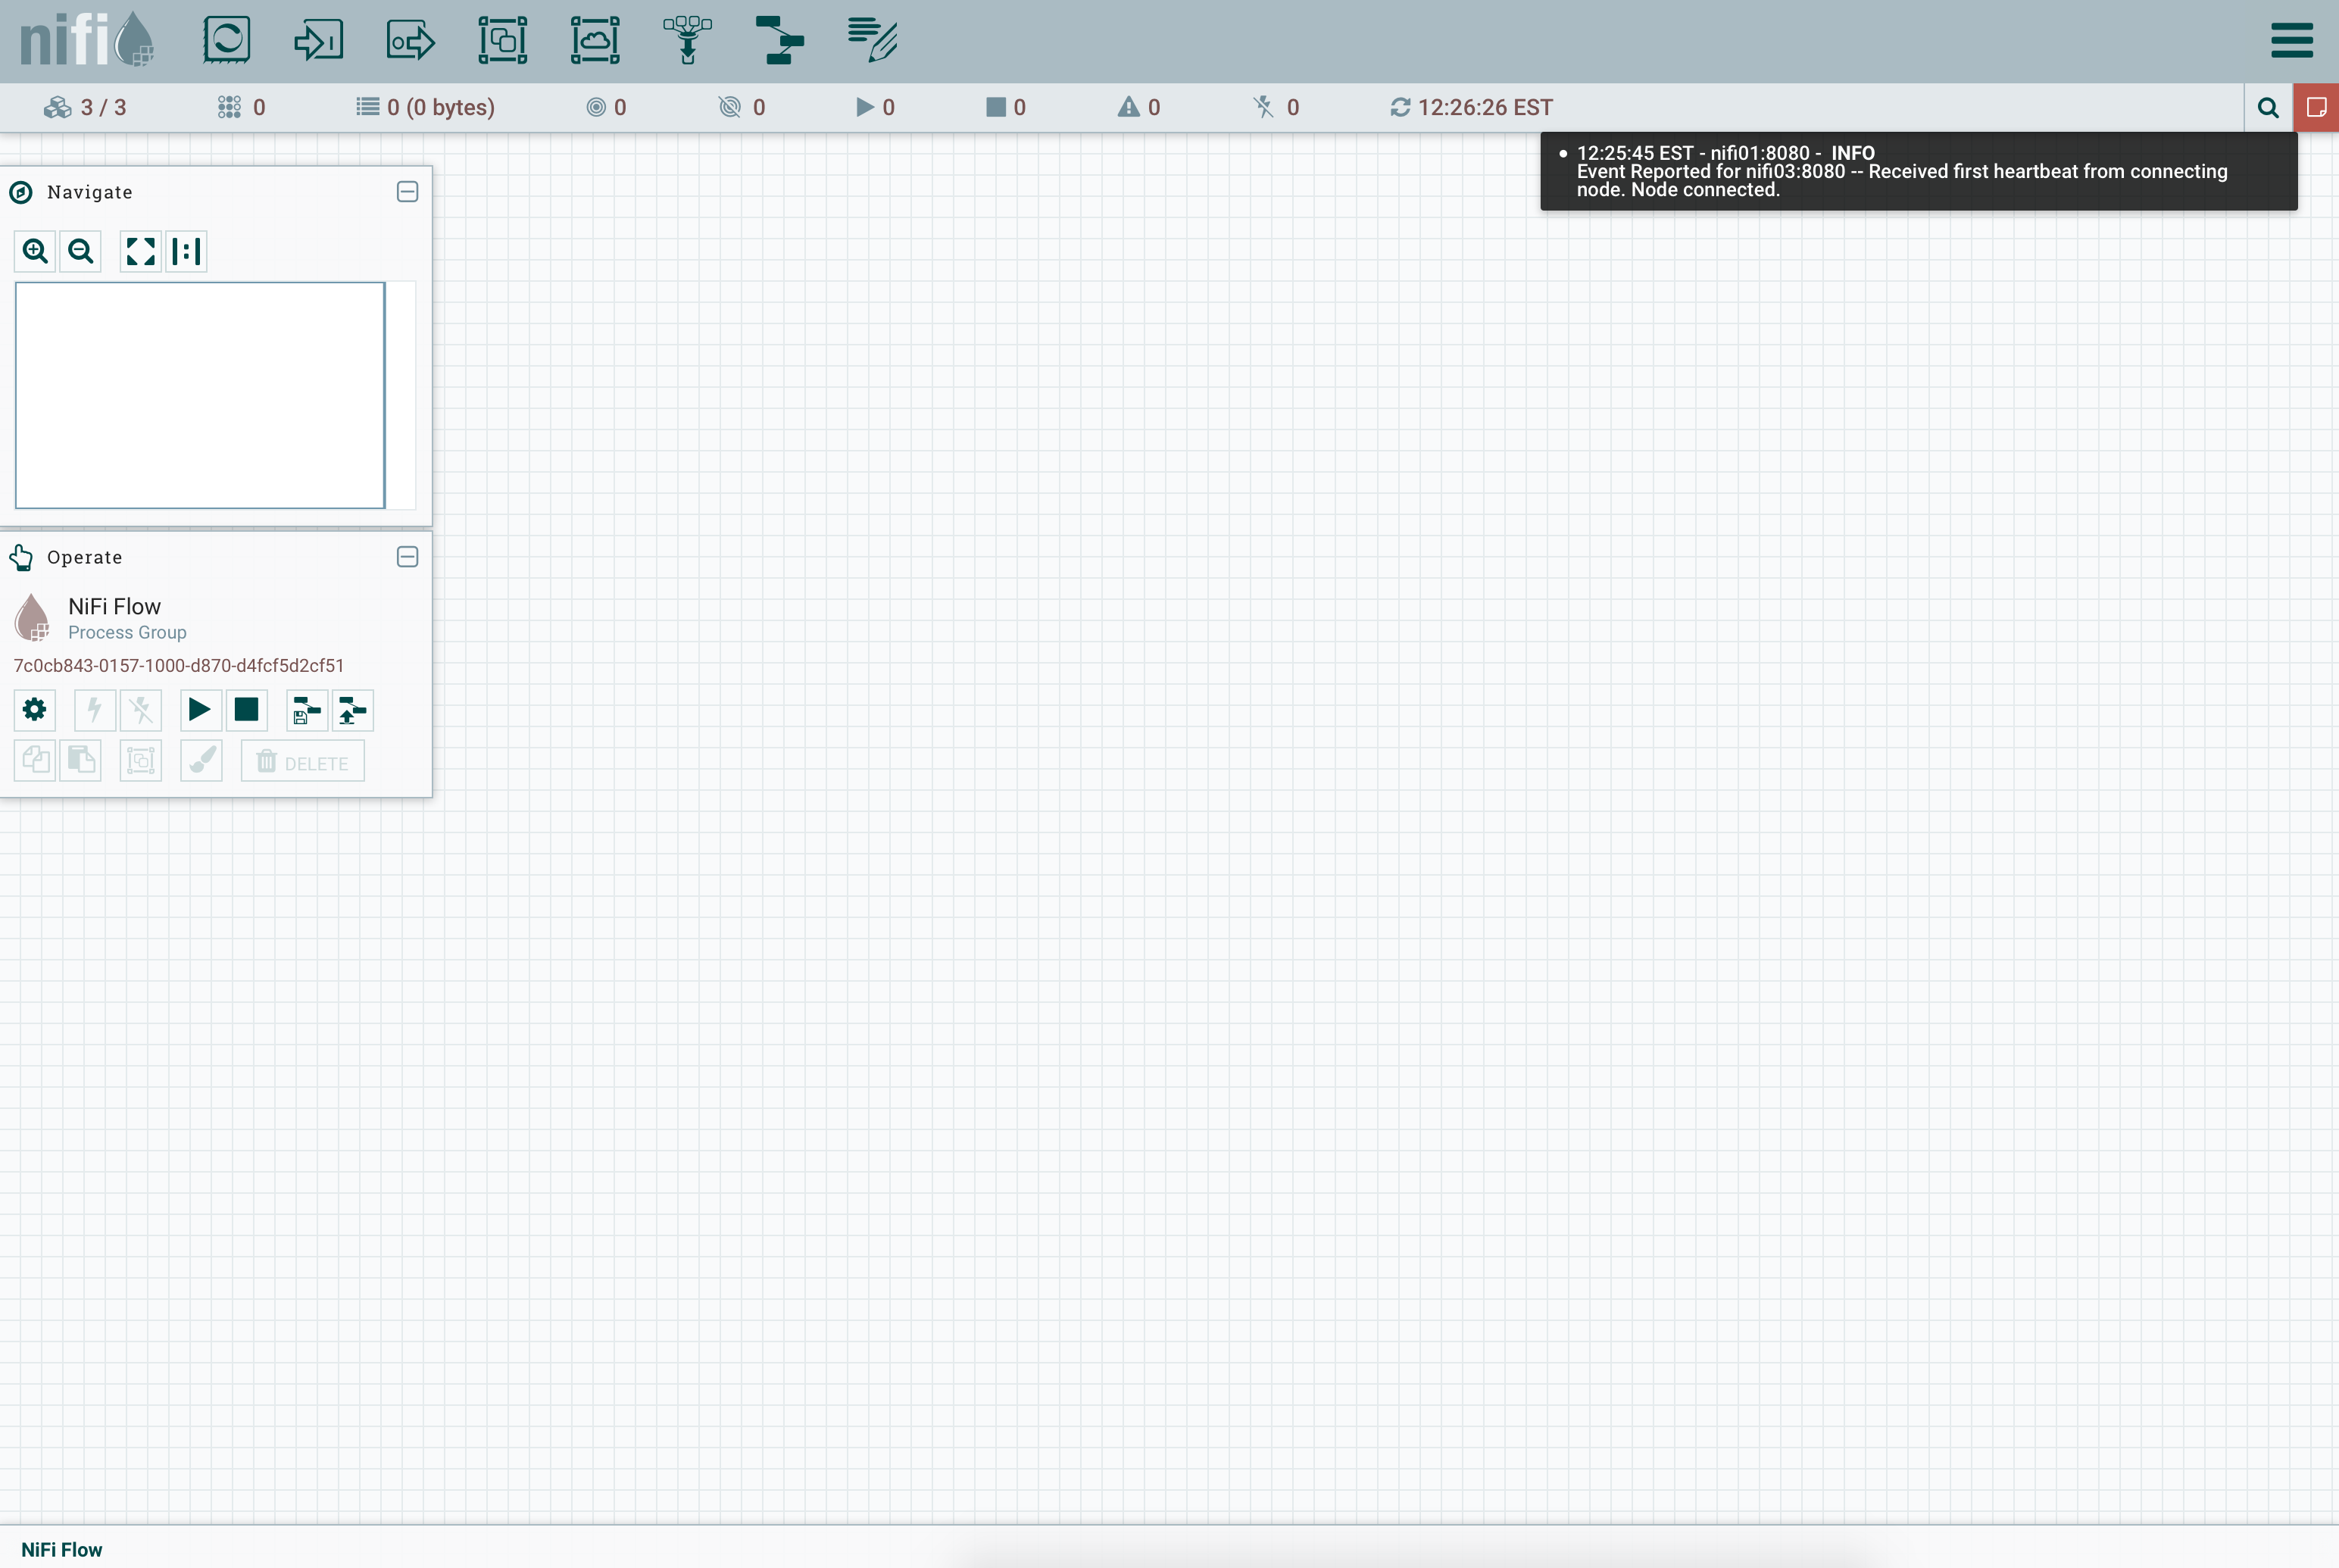 nifi
3 / 3
0
0 (0 bytes)
0
0
0
0
0
0
12:26:26 EST
12:25:45 EST - nifi01:8080 - INFO
Event Reported for nifi03:8080 -- Received first heartbeat from connecting
node. Node connected.
Navigate
Operate
NiFi Flow
Process Group
7c0cb843-0157-1000-d870-d4fcf5d2cf51
DELETE
NiFi Flow